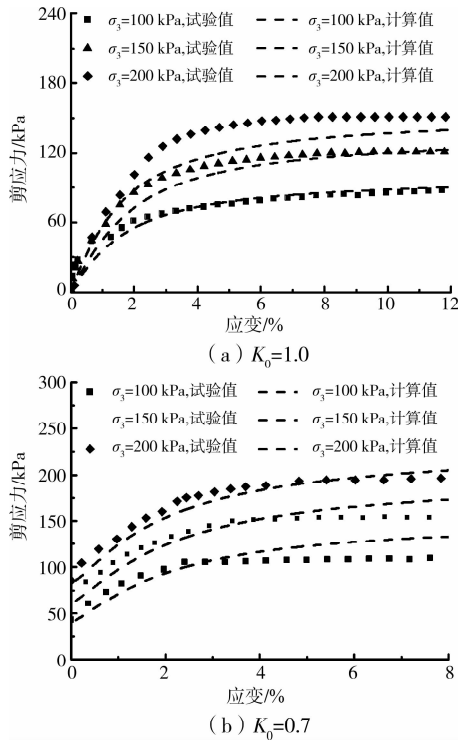 240
180
120
60
0
剪应力/kPa
σ3=100 kPa,试验值
σ3=100 kPa,计算值
σ3=150 kPa,试验值
σ3=150 kPa,计算值
σ3=200 kPa,试验值
σ3=200 kPa,计算值
0 2 4 6 8 10 12
应变/%
(a) K0=1.0
300
250
200
150
100
50
0
剪应力/kPa
σ3=100 kPa,试验值
σ3=100 kPa,计算值
σ3=150 kPa,试验值
σ3=150 kPa,计算值
σ3=200 kPa,试验值
σ3=200 kPa,计算值
0 2 4 6 8
应变/%
(b) K0=0.7